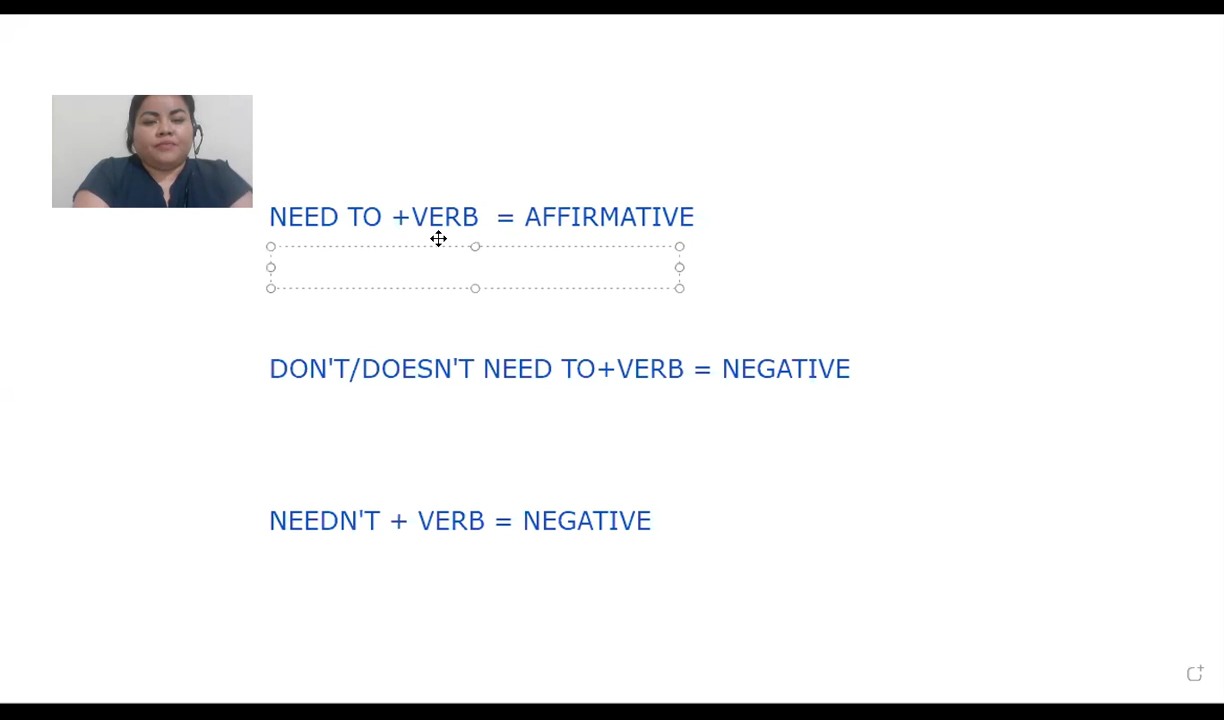 NEED TO +VERB = AFFIRMATIVE
DON'T/DOESN'T NEED TO+VERB = NEGATIVE
NEEDN'T + VERB = NEGATIVE